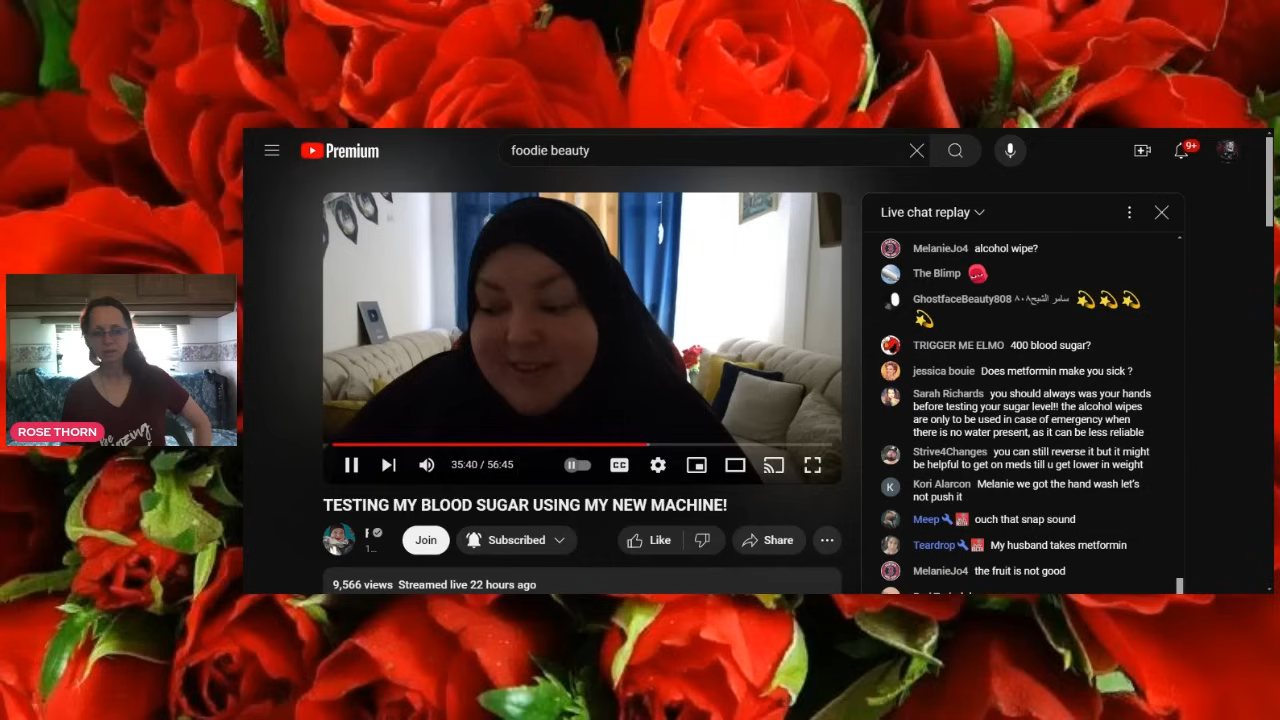 Premium
foodie beauty
9+
Live chat replay
MelanieJo4 alcohol wipe?
The Blimp
GhostfaceBeauty808 سامر الشبح٨٠٨
TRIGGER ME ELMO 400 blood sugar?
jessica bouie Does metformin make you sick ?
Sarah Richards you should always was your hands
before testing your sugar level!! the alcohol wipes
are only to be used in case of emergency when
there is no water present, as it can be less reliable
Strive4Changes you can still reverse it but it might
be helpful to get on meds till u get lower in weight
Kori Alarcon Melanie we got the hand wash let's
not push it
Meep ouch that snap sound
Teardrop My husband takes metformin
MelanieJo4 the fruit is not good
ROSE THORN
35:40 / 56:45
CC
TESTING MY BLOOD SUGAR USING MY NEW MACHINE!
F
1...
Join
Subscribed
Like
Share
9,566 views Streamed live 22 hours ago